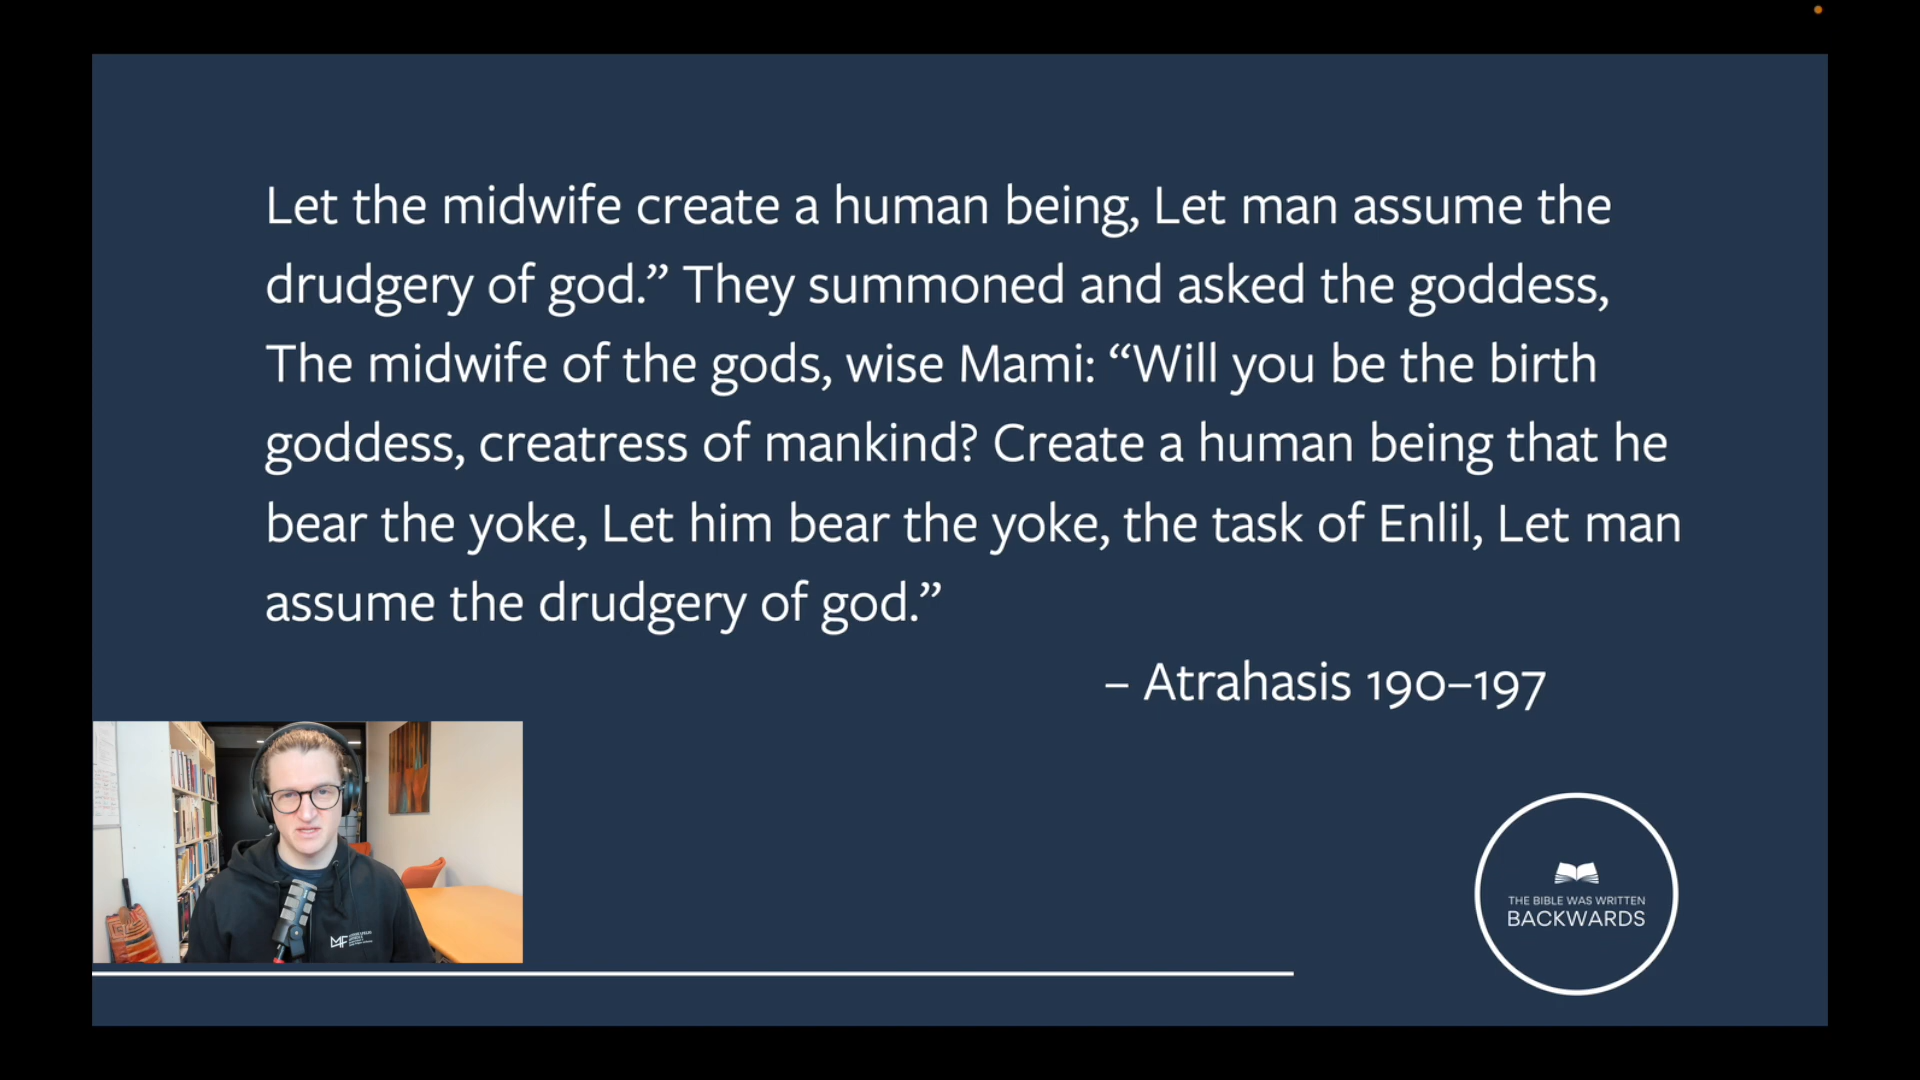 Let the midwife create a human being, Let man assume the
drudgery of god.” They summoned and asked the goddess,
The midwife of the gods, wise Mami: “Will you be the birth
goddess, creatress of mankind? Create a human being that he
bear the yoke, Let him bear the yoke, the task of Enlil, Let man
assume the drudgery of god.”
– Atrahasis 190–197
THE BIBLE WAS WRITTEN
BACKWARDS
MF